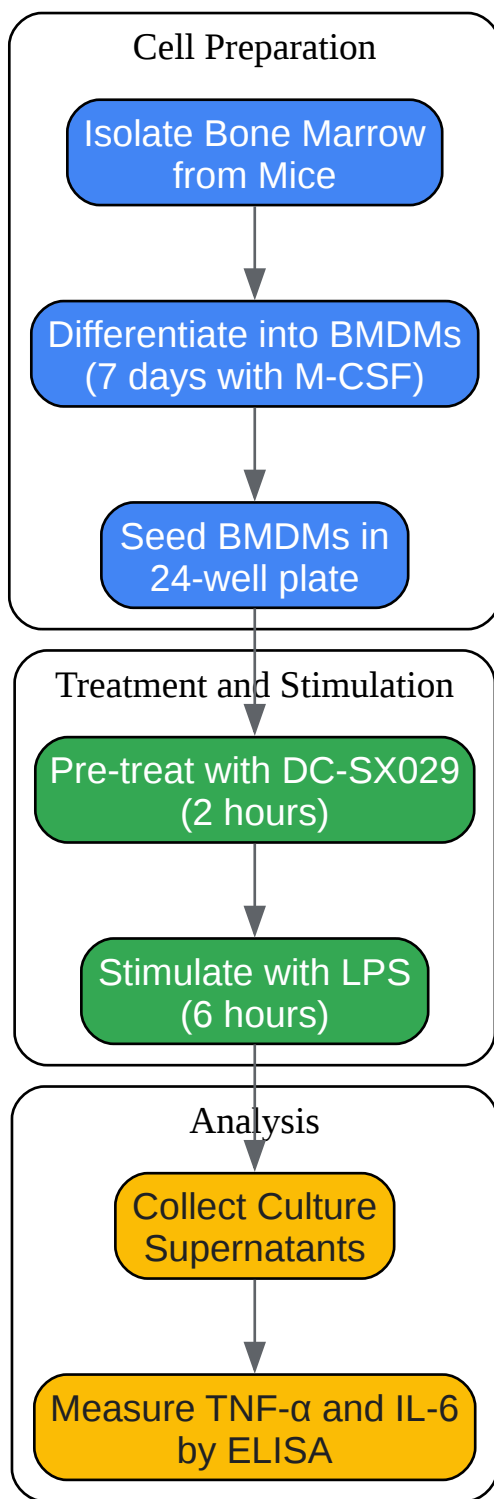 Cell Preparation
Isolate Bone Marrow
from Mice
Differentiate into BMDMs
(7 days with M-CSF)
Seed BMDMs in
24-well plate
Treatment and Stimulation
Pre-treat with DC-SX029
(2 hours)
Stimulate with LPS
(6 hours)
Analysis
Collect Culture
Supernatants
Measure TNF-α and IL-6
by ELISA